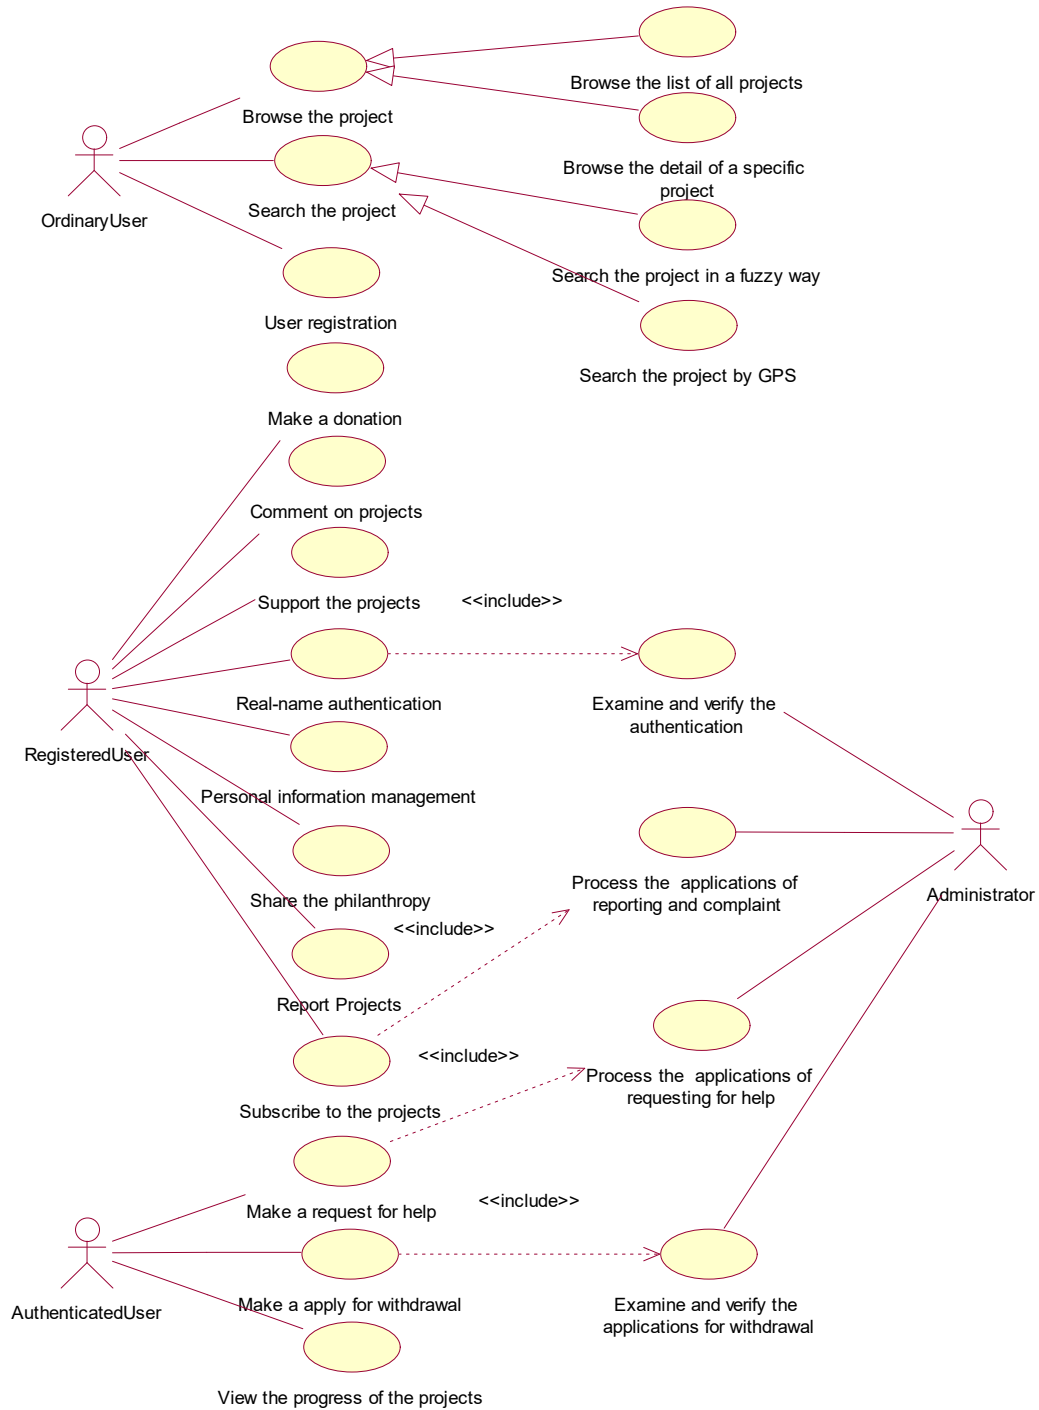 Browse the list of all projects
Browse the project
Browse the detail of a specific
project
OrdinaryUser
Search the project
Search the project in a fuzzy way
User registration
Search the project by GPS
Make a donation
Comment on projects
Support the projects
<<include>>
Real-name authentication
Examine and verify the
authentication
RegisteredUser
Personal information management
Process the  applications of
reporting and complaint
Administrator
Share the philanthropy
<<include>>
Report Projects
<<include>>
Process the  applications of
requesting for help
Subscribe to the projects
<<include>>
Make a request for help
AuthenticatedUser
Make a apply for withdrawal
Examine and verify the
applications for withdrawal
View the progress of the projects